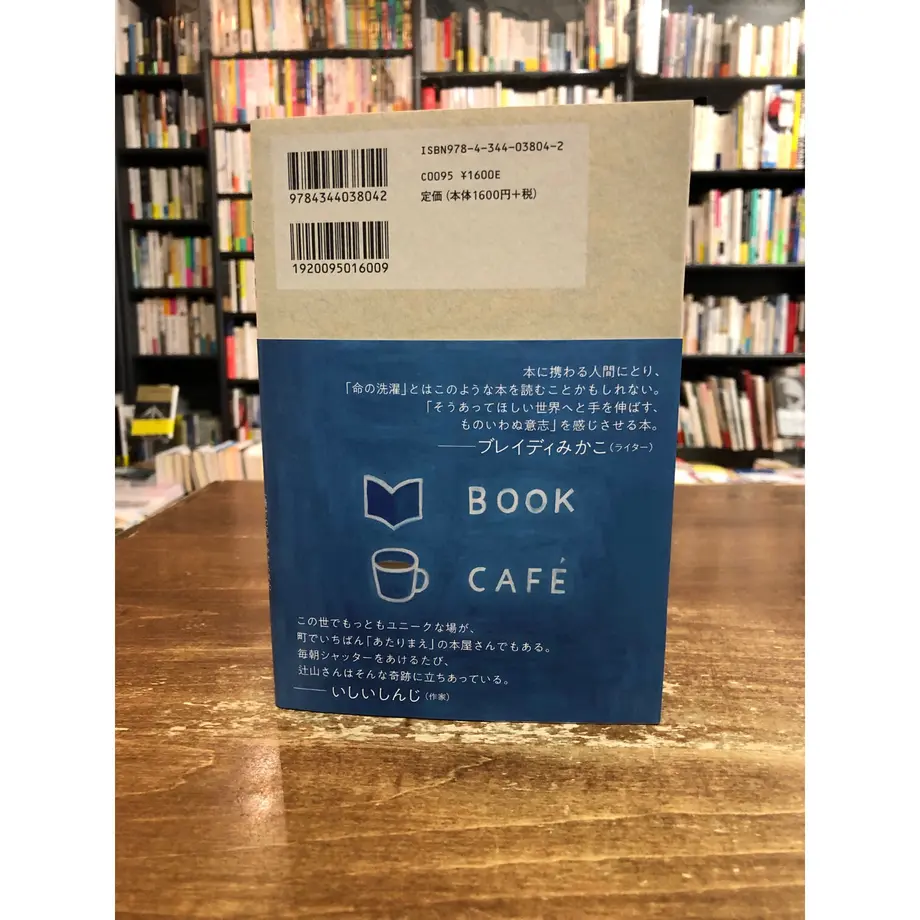 ISBN978-4-344-03804-2
C0095 ¥1600E
定価(本体1600円+税)
9784344038042
1920095016009
本に携わる人間にとり、
「命の洗濯」とはこのような本を読むことかもしれない。
「そうあってほしい世界へと手を伸ばす、
ものいわぬ意志」を感じさせる本。
——ブレイディみかこ(ライター)
BOOK
CAFÉ
この世でもっともユニークな場が、
町でいちばん「あたりまえ」の本屋さんでもある。
毎朝シャッターをあけるたび、
辻山さんはそんな奇跡に立ちあっている。
——いしいしんじ(作家)